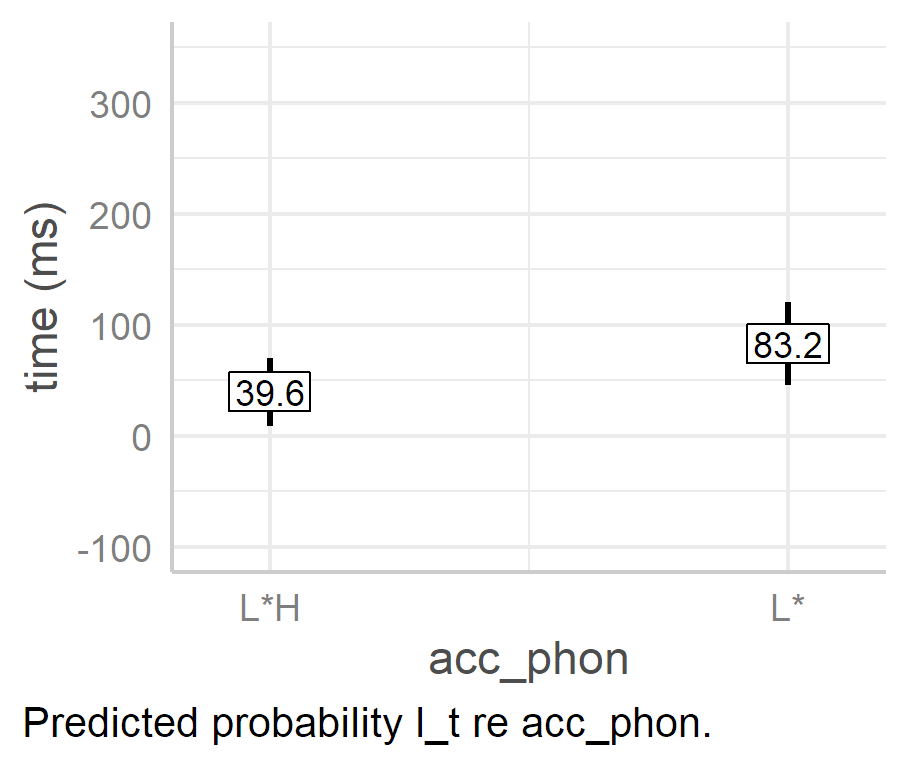 300
200
100
0
-100
time (ms)
39.6
83.2
L*H
L*
acc_phon
Predicted probability l_t re acc_phon.